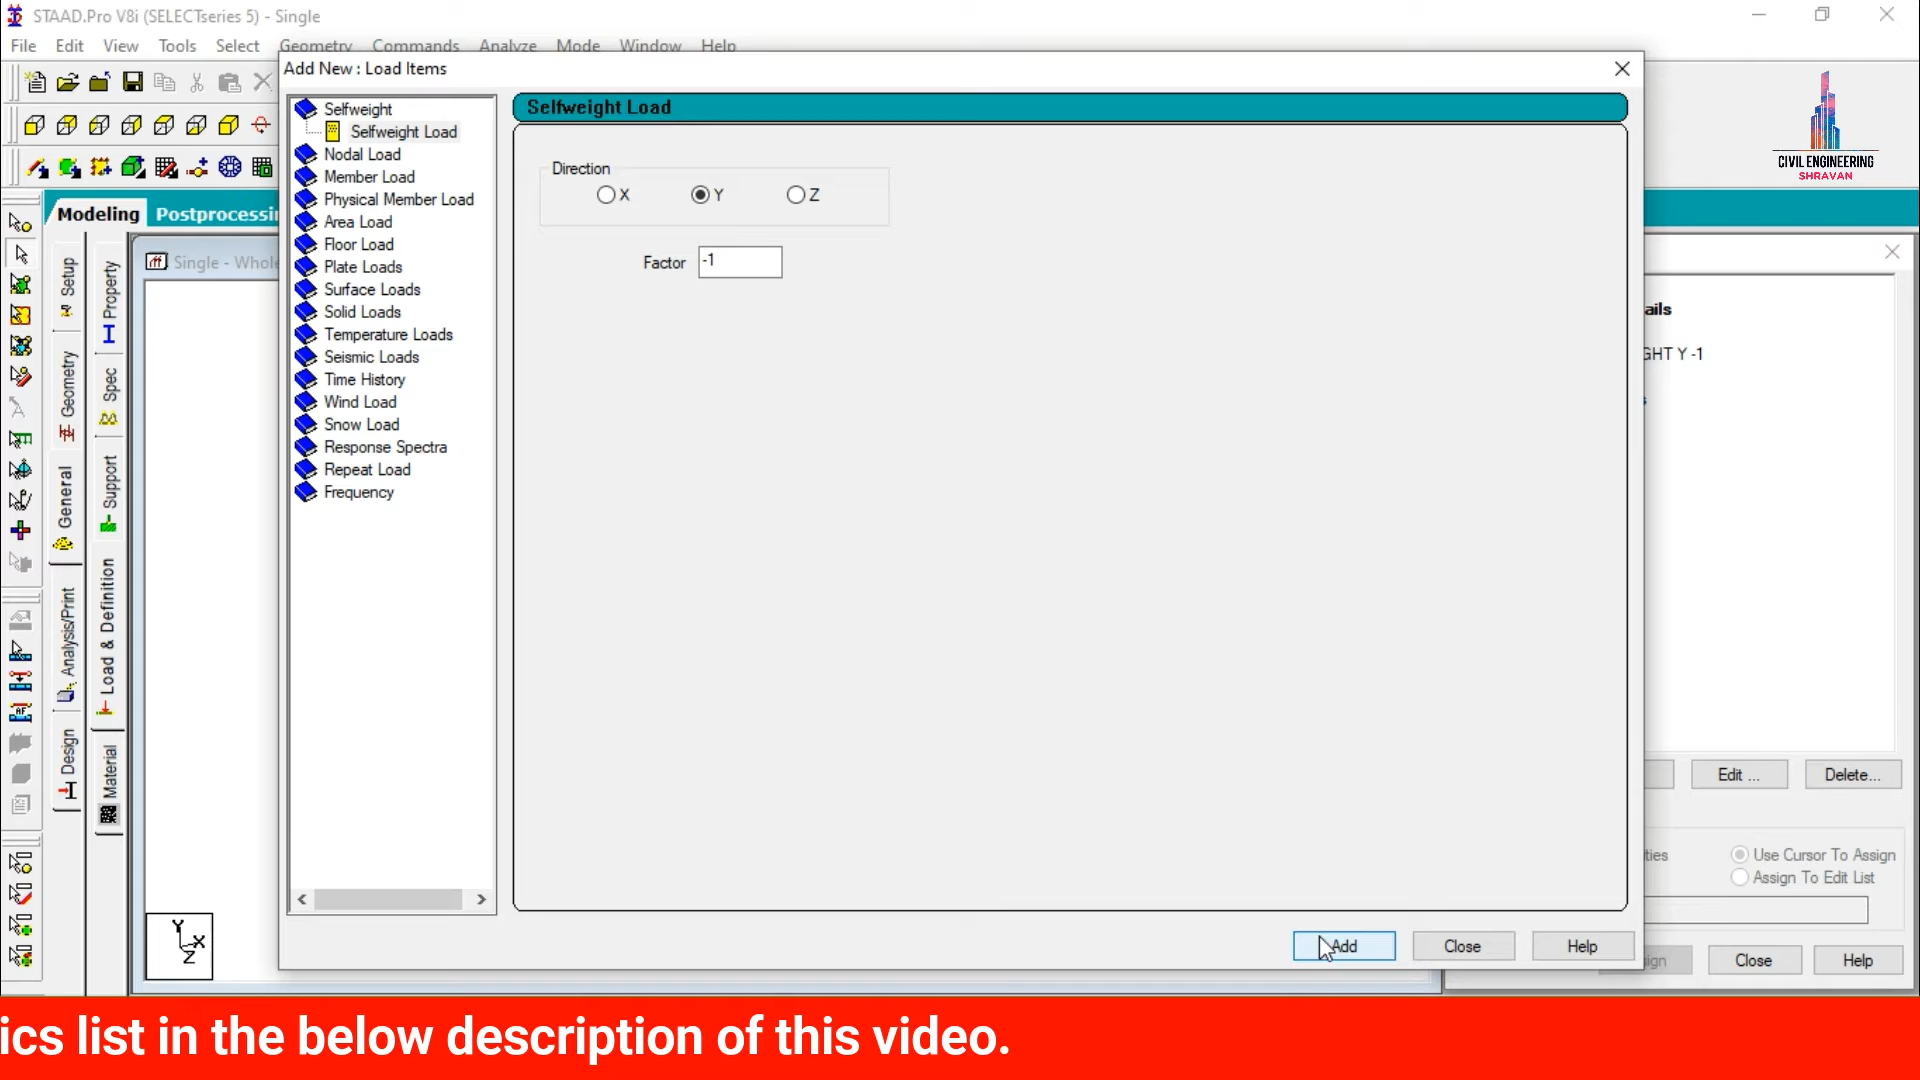 STAAD.Pro V8i (SELECTseries 5) - Single
File Edit View Tools Select Geometry Commands Analyze Mode Window Help
Add New : Load Items
Selfweight
Selfweight Load
Nodal Load
Member Load
Physical Member Load
Area Load
Floor Load
Plate Loads
Surface Loads
Solid Loads
Temperature Loads
Seismic Loads
Time History
Wind Load
Snow Load
Response Spectra
Repeat Load
Frequency
Selfweight Load
Direction
X Y Z
Factor -1
Add Close Help
CIVIL ENGINEERING
SHRAVAN
Modeling Postprocessin
Single - Whole
Setup
Geometry
General
Analysis/Print
Design
Property
Spec
Support
Load & Definition
Material
AF
Y
X
Z
ails
GHT Y -1
Edit ... Delete...
ties Use Cursor To Assign
Assign To Edit List
ign Close Help
ics list in the below description of this video.